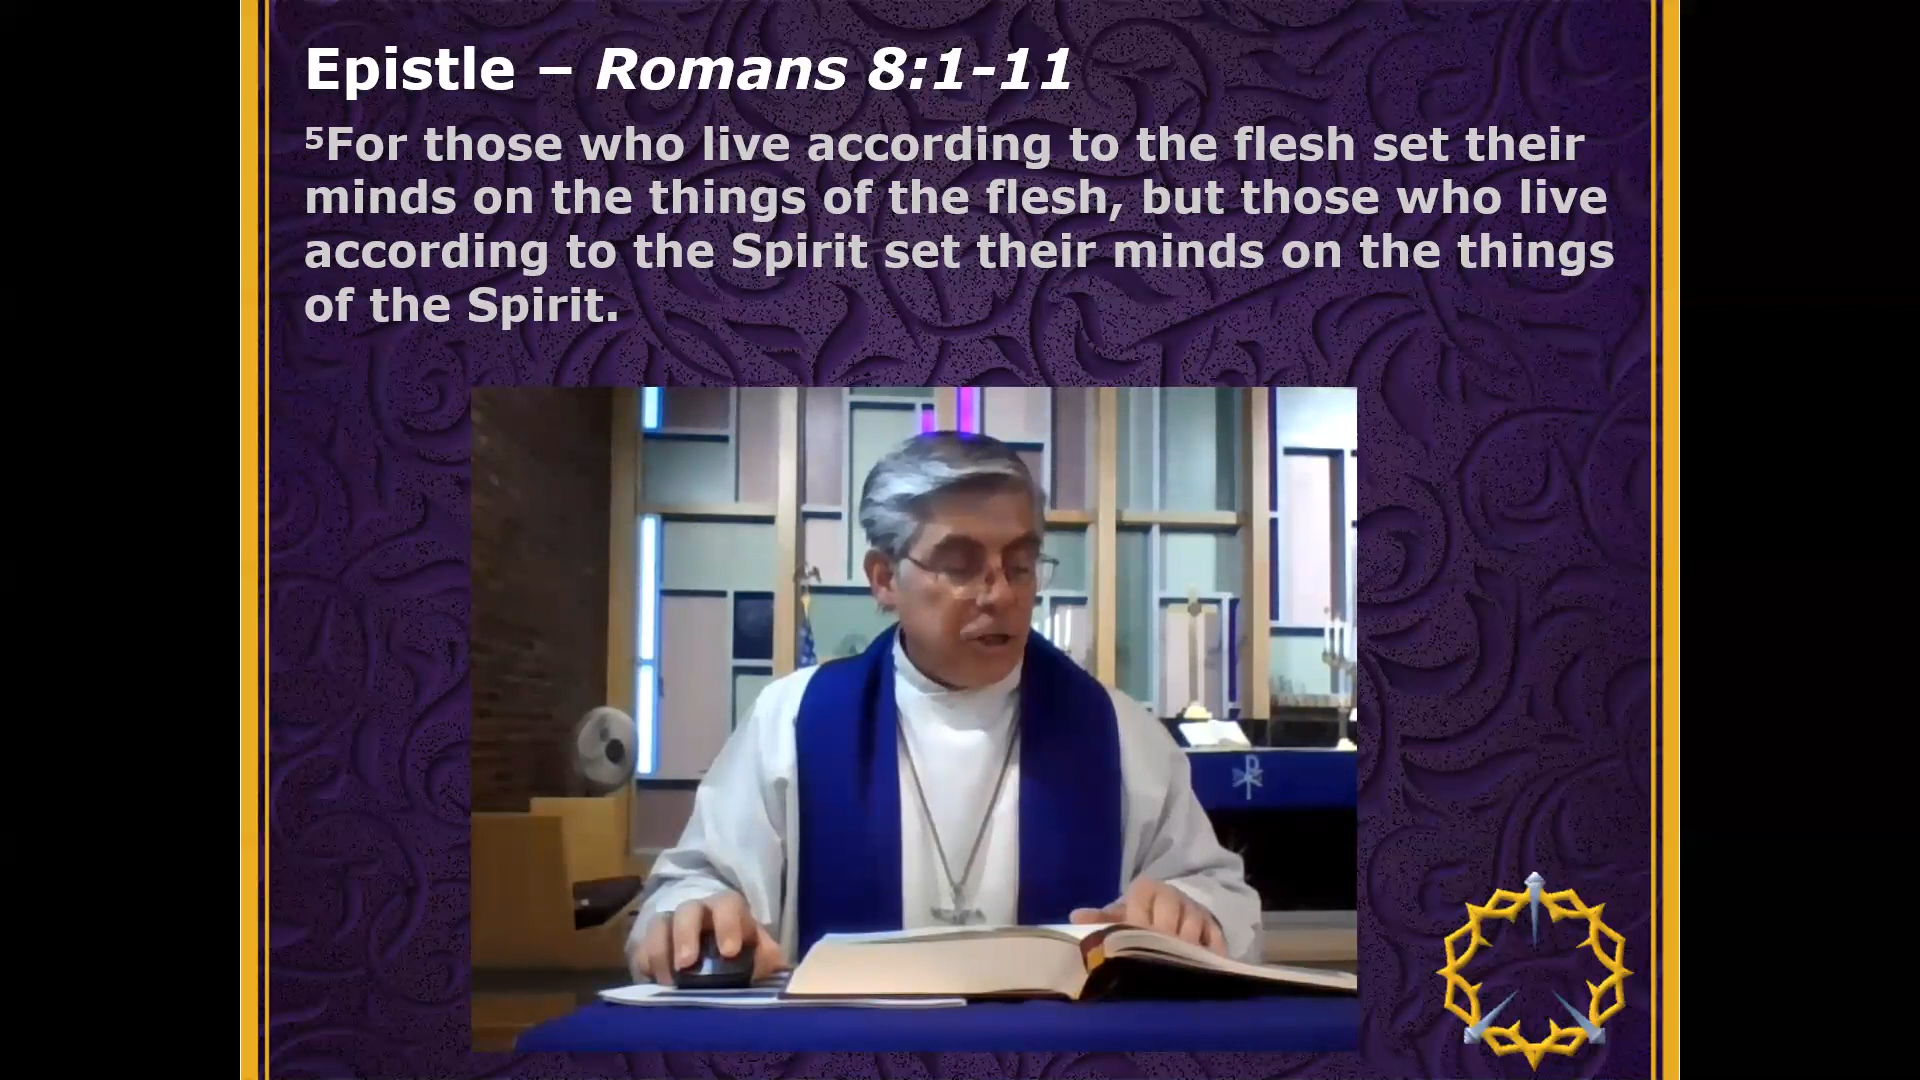 Epistle – Romans 8:1-11
⁵For those who live according to the flesh set their
minds on the things of the flesh, but those who live
according to the Spirit set their minds on the things
of the Spirit.